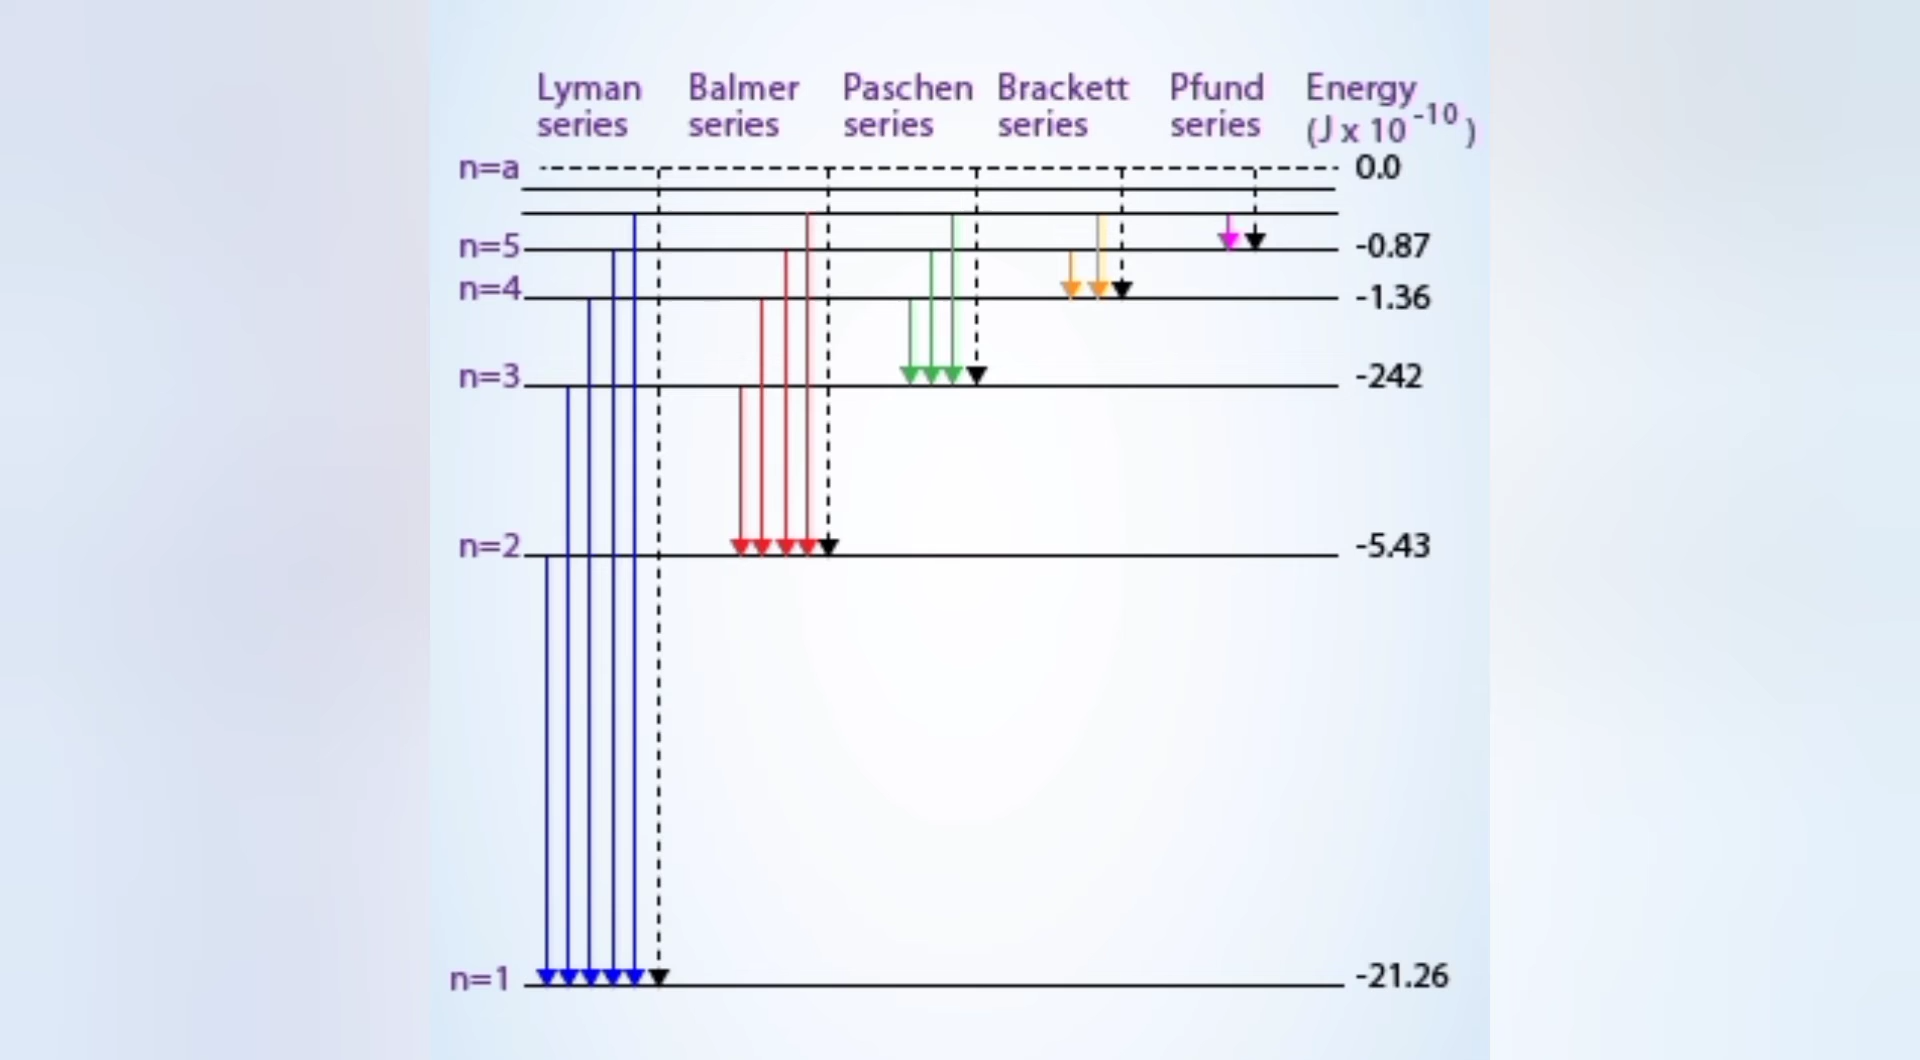 Lyman series
Balmer series
Paschen series
Brackett series
Pfund series
Energy (J x 10 -10 )
n=a 0.0
n=5 -0.87
n=4 -1.36
n=3 -242
n=2 -5.43
n=1 -21.26